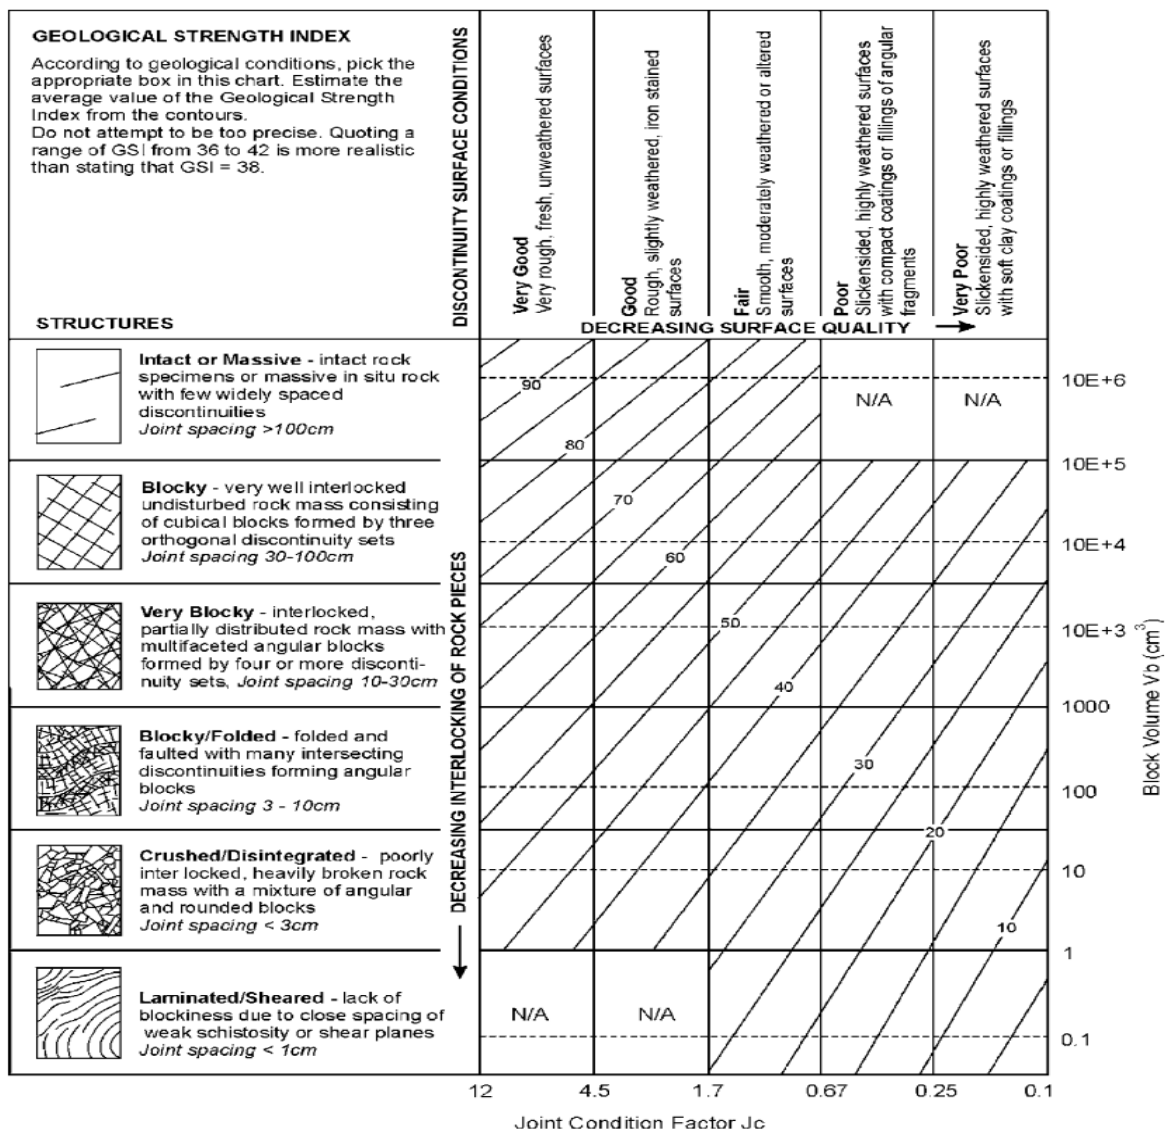 GEOLOGICAL STRENGTH INDEX
According to geological conditions, pick the
appropriate box in this chart. Estimate the
average value of the Geological Strength
Index from the contours.
Do not attempt to be too precise. Quoting a
range of GSI from 36 to 42 is more realistic
than stating that GSI = 38.
STRUCTURES
DISCONTINUITY SURFACE CONDITIONS
Very Good
Very rough, fresh, unweathered surfaces
Good
Rough, slightly weathered, iron stained
surfaces
Fair
Smooth, moderately weathered or altered
surfaces
Poor
Slickensided, highly weathered surfaces
with compact coatings or fillings of angular
fragments
Very Poor
Slickensided, highly weathered surfaces
with soft clay coatings or fillings
DECREASING SURFACE QUALITY
Intact or Massive - intact rock
specimens or massive in situ rock
with few widely spaced
discontinuities
Joint spacing >100cm
Blocky - very well interlocked
undisturbed rock mass consisting
of cubical blocks formed by three
orthogonal discontinuity sets
Joint spacing 30-100cm
Very Blocky - interlocked,
partially distributed rock mass with
multifaceted angular blocks
formed by four or more disconti-
nuity sets, Joint spacing 10-30cm
Blocky/Folded - folded and
faulted with many intersecting
discontinuities forming angular
blocks
Joint spacing 3 - 10cm
Crushed/Disintegrated - poorly
inter locked, heavily broken rock
mass with a mixture of angular
and rounded blocks
Joint spacing < 3cm
Laminated/Sheared - lack of
blockiness due to close spacing of
weak schistosity or shear planes
Joint spacing < 1cm
DECREASING INTERLOCKING OF ROCK PIECES
90
80
70
60
50
40
30
20
10
N/A
N/A
N/A
N/A
10E+6
10E+5
10E+4
10E+3
1000
100
10
1
0.1
Block Volume Vb (cm³)
12
4.5
1.7
0.67
0.25
0.1
Joint Condition Factor Jc